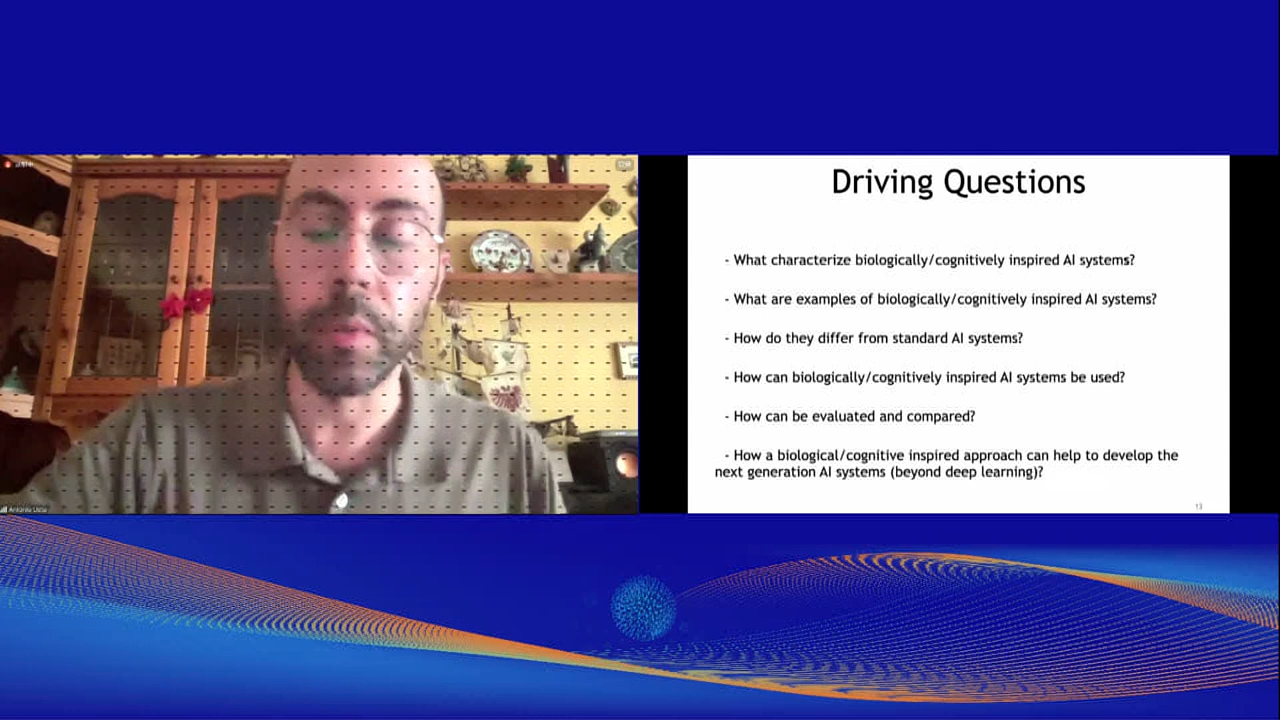 Driving Questions
- What characterize biologically/cognitively inspired AI systems?
- What are examples of biologically/cognitively inspired AI systems?
- How do they differ from standard AI systems?
- How can biologically/cognitively inspired AI systems be used?
- How can be evaluated and compared?
- How a biological/cognitive inspired approach can help to develop the
next generation AI systems (beyond deep learning)?
13
Antonio